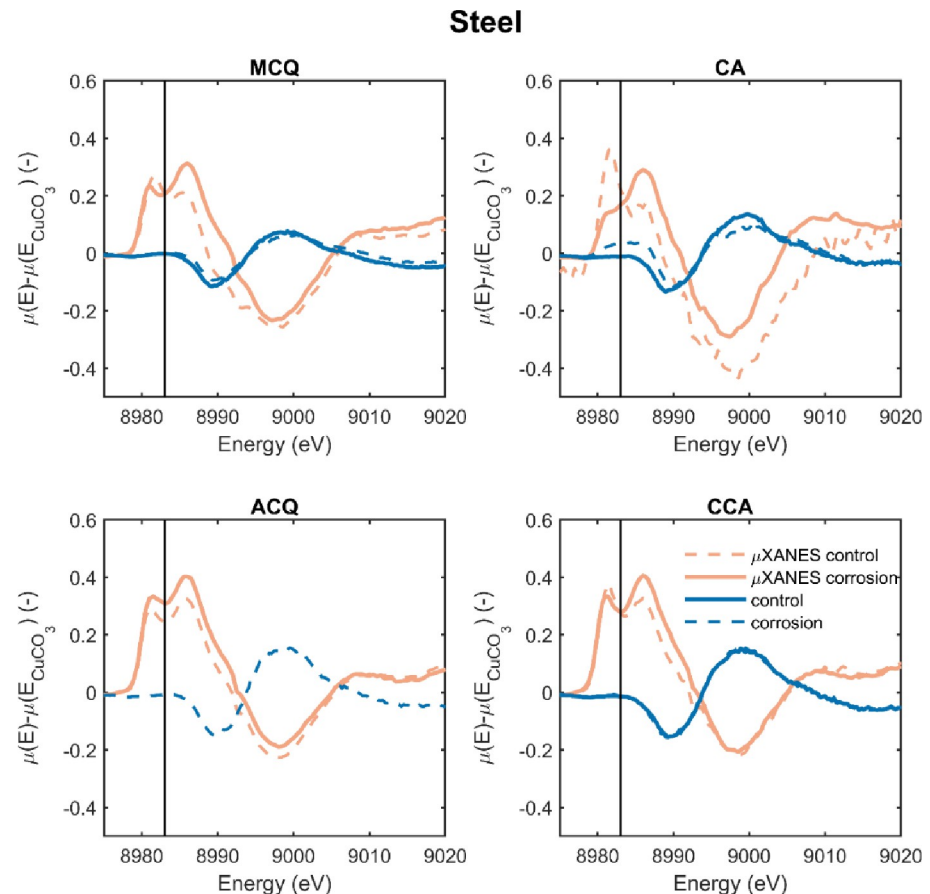 Steel
MCQ
0.6
0.4
0.2
0
-0.2
-0.4
μ(E)-μ(E_CuCO_3) (-)
8980 8990 9000 9010 9020
Energy (eV)
CA
0.6
0.4
0.2
0
-0.2
-0.4
μ(E)-μ(E_CuCO_3) (-)
8980 8990 9000 9010 9020
Energy (eV)
ACQ
0.6
0.4
0.2
0
-0.2
-0.4
μ(E)-μ(E_CuCO_3) (-)
8980 8990 9000 9010 9020
Energy (eV)
CCA
0.6
0.4
0.2
0
-0.2
-0.4
μ(E)-μ(E_CuCO_3) (-)
μXANES control
μXANES corrosion
control
corrosion
8980 8990 9000 9010 9020
Energy (eV)